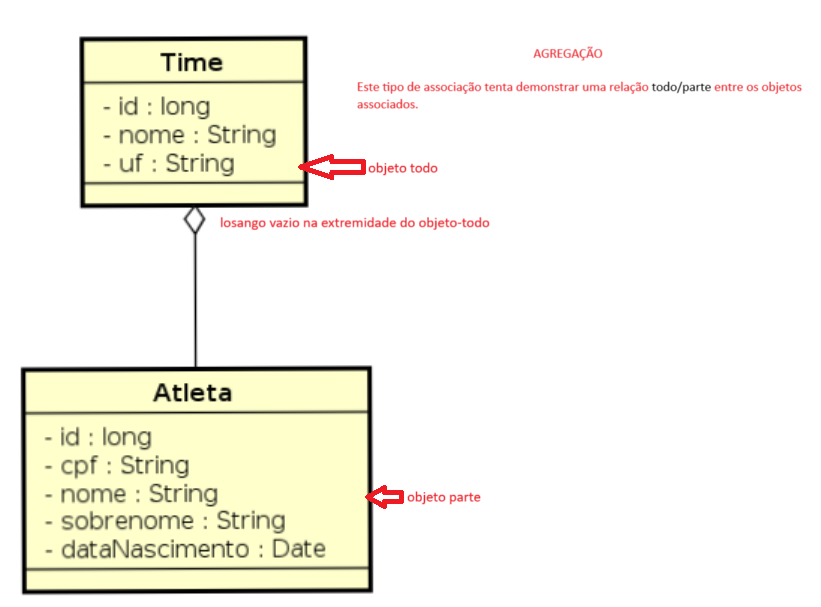 AGREGAÇÃO
Este tipo de associação tenta demonstrar uma relação todo/parte entre os objetos
associados.
Time
- id : long
- nome : String
- uf : String
objeto todo
losango vazio na extremidade do objeto-todo
Atleta
- id : long
- cpf : String
- nome : String
- sobrenome : String
- dataNascimento : Date
objeto parte